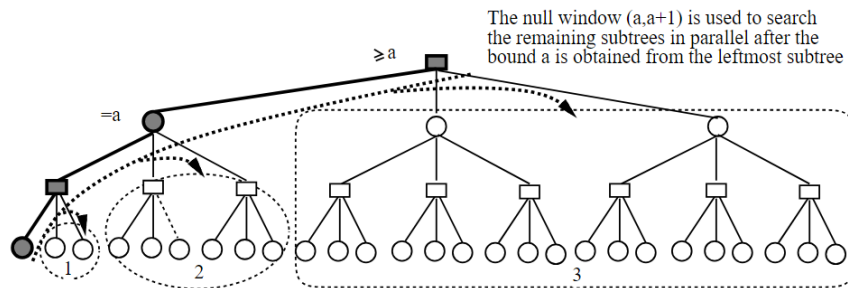 The null window (a,a+1) is used to search
the remaining subtrees in parallel after the
bound a is obtained from the leftmost subtree
⩾a
=a
1
2
3